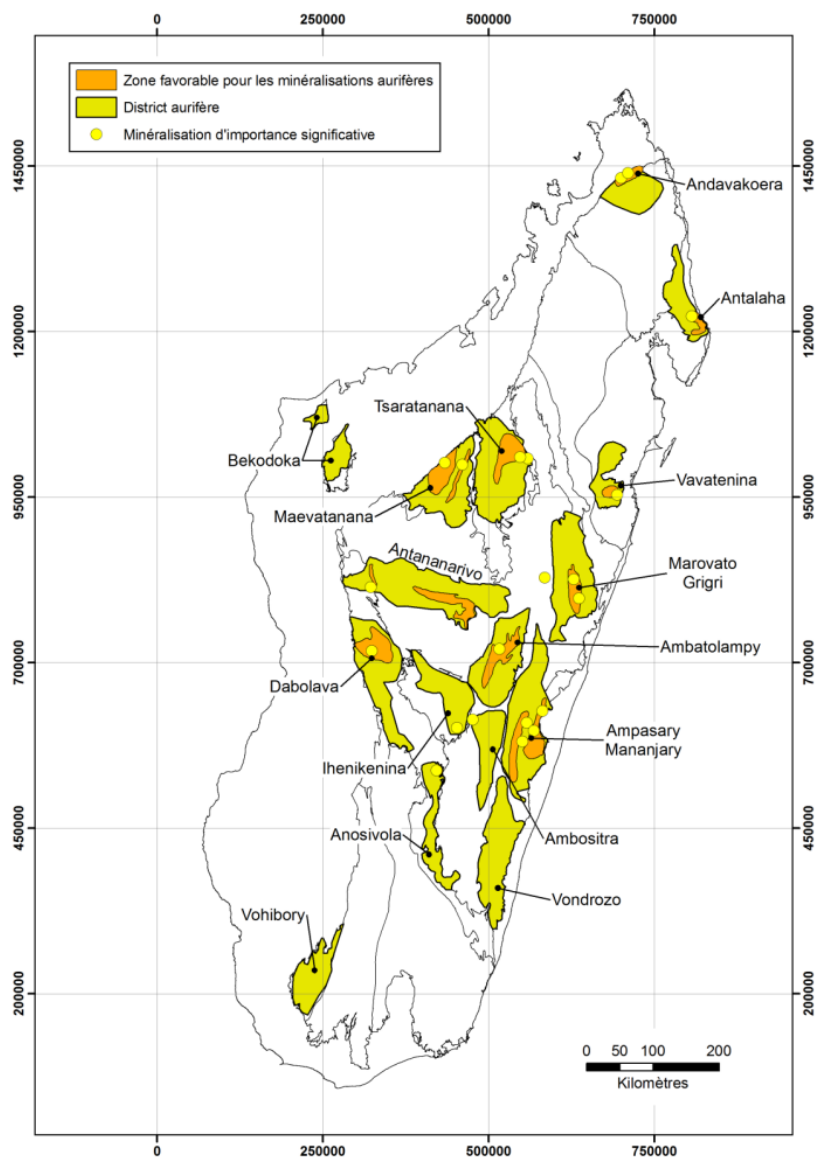 0
250000
500000
750000
Zone favorable pour les minéralisations aurifères
District aurifère
Minéralisation d'importance significative
1450000
1450000
Andavakoera
Antalaha
1200000
1200000
Tsaratanana
Bekodoka
Vavatenina
Maevatanana
950000
950000
Antananarivo
Marovato
Grigri
Ambatolampy
700000
700000
Dabolava
Ampasary
Mananjary
Ihenikenina
Anosivola
Ambositra
450000
450000
Vondrozo
Vohibory
200000
200000
0 50 100 200
Kilomètres
0
250000
500000
750000